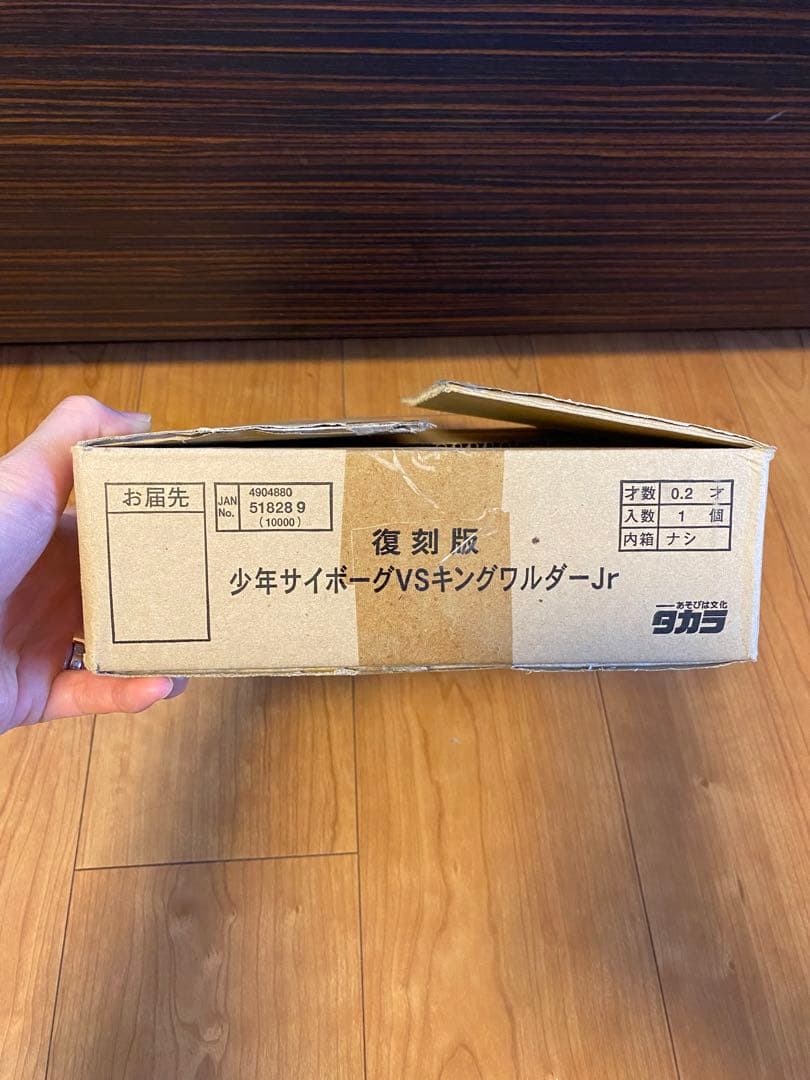 お届先
JAN No.
4904880
51828 9
(10000)
復刻版
少年サイボーグVSキングワルダーJr
才数 0.2 才
入数 1 個
内箱 ナシ
あそびは文化
タカラ